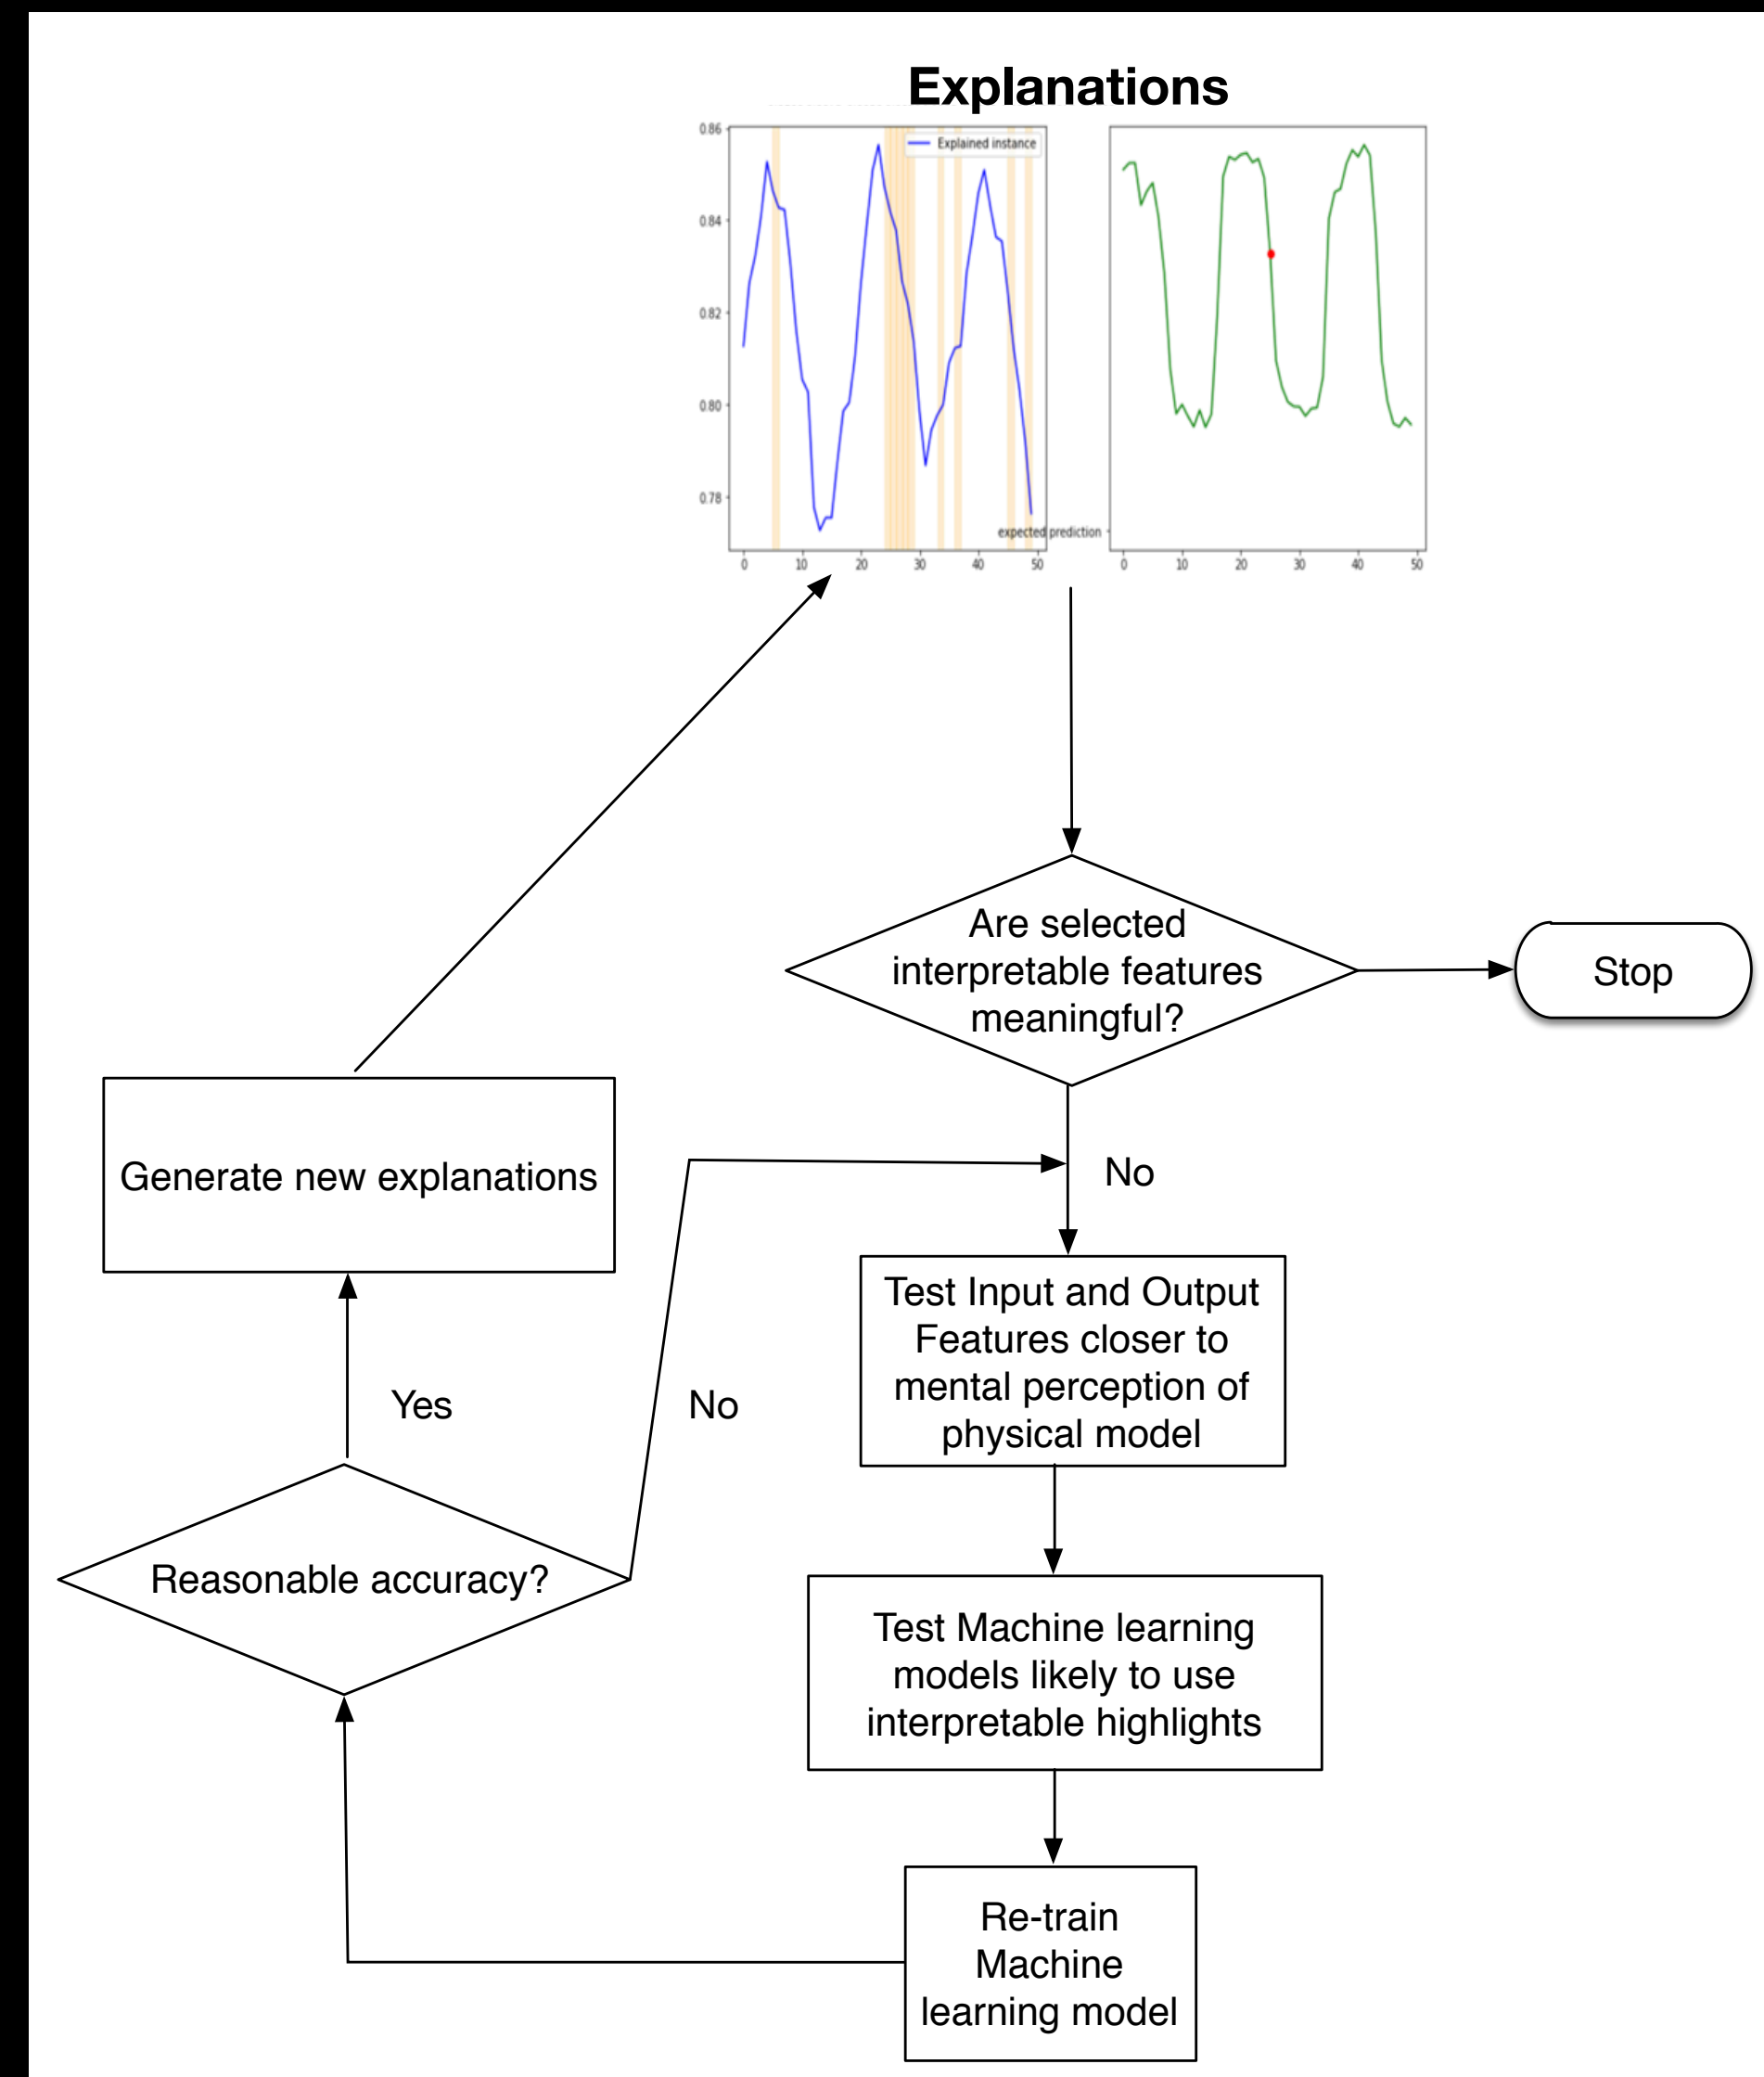 Explanations
0.86
0.84
0.82
0.80
0.78
Explained instance
0 10 20 30 40 50
expected prediction
0 10 20 30 40 50
Are selected
interpretable features
meaningful?
Stop
No
Generate new explanations
Test Input and Output
Features closer to
mental perception of
physical model
Yes
No
Reasonable accuracy?
Test Machine learning
models likely to use
interpretable highlights
Re-train
Machine
learning model